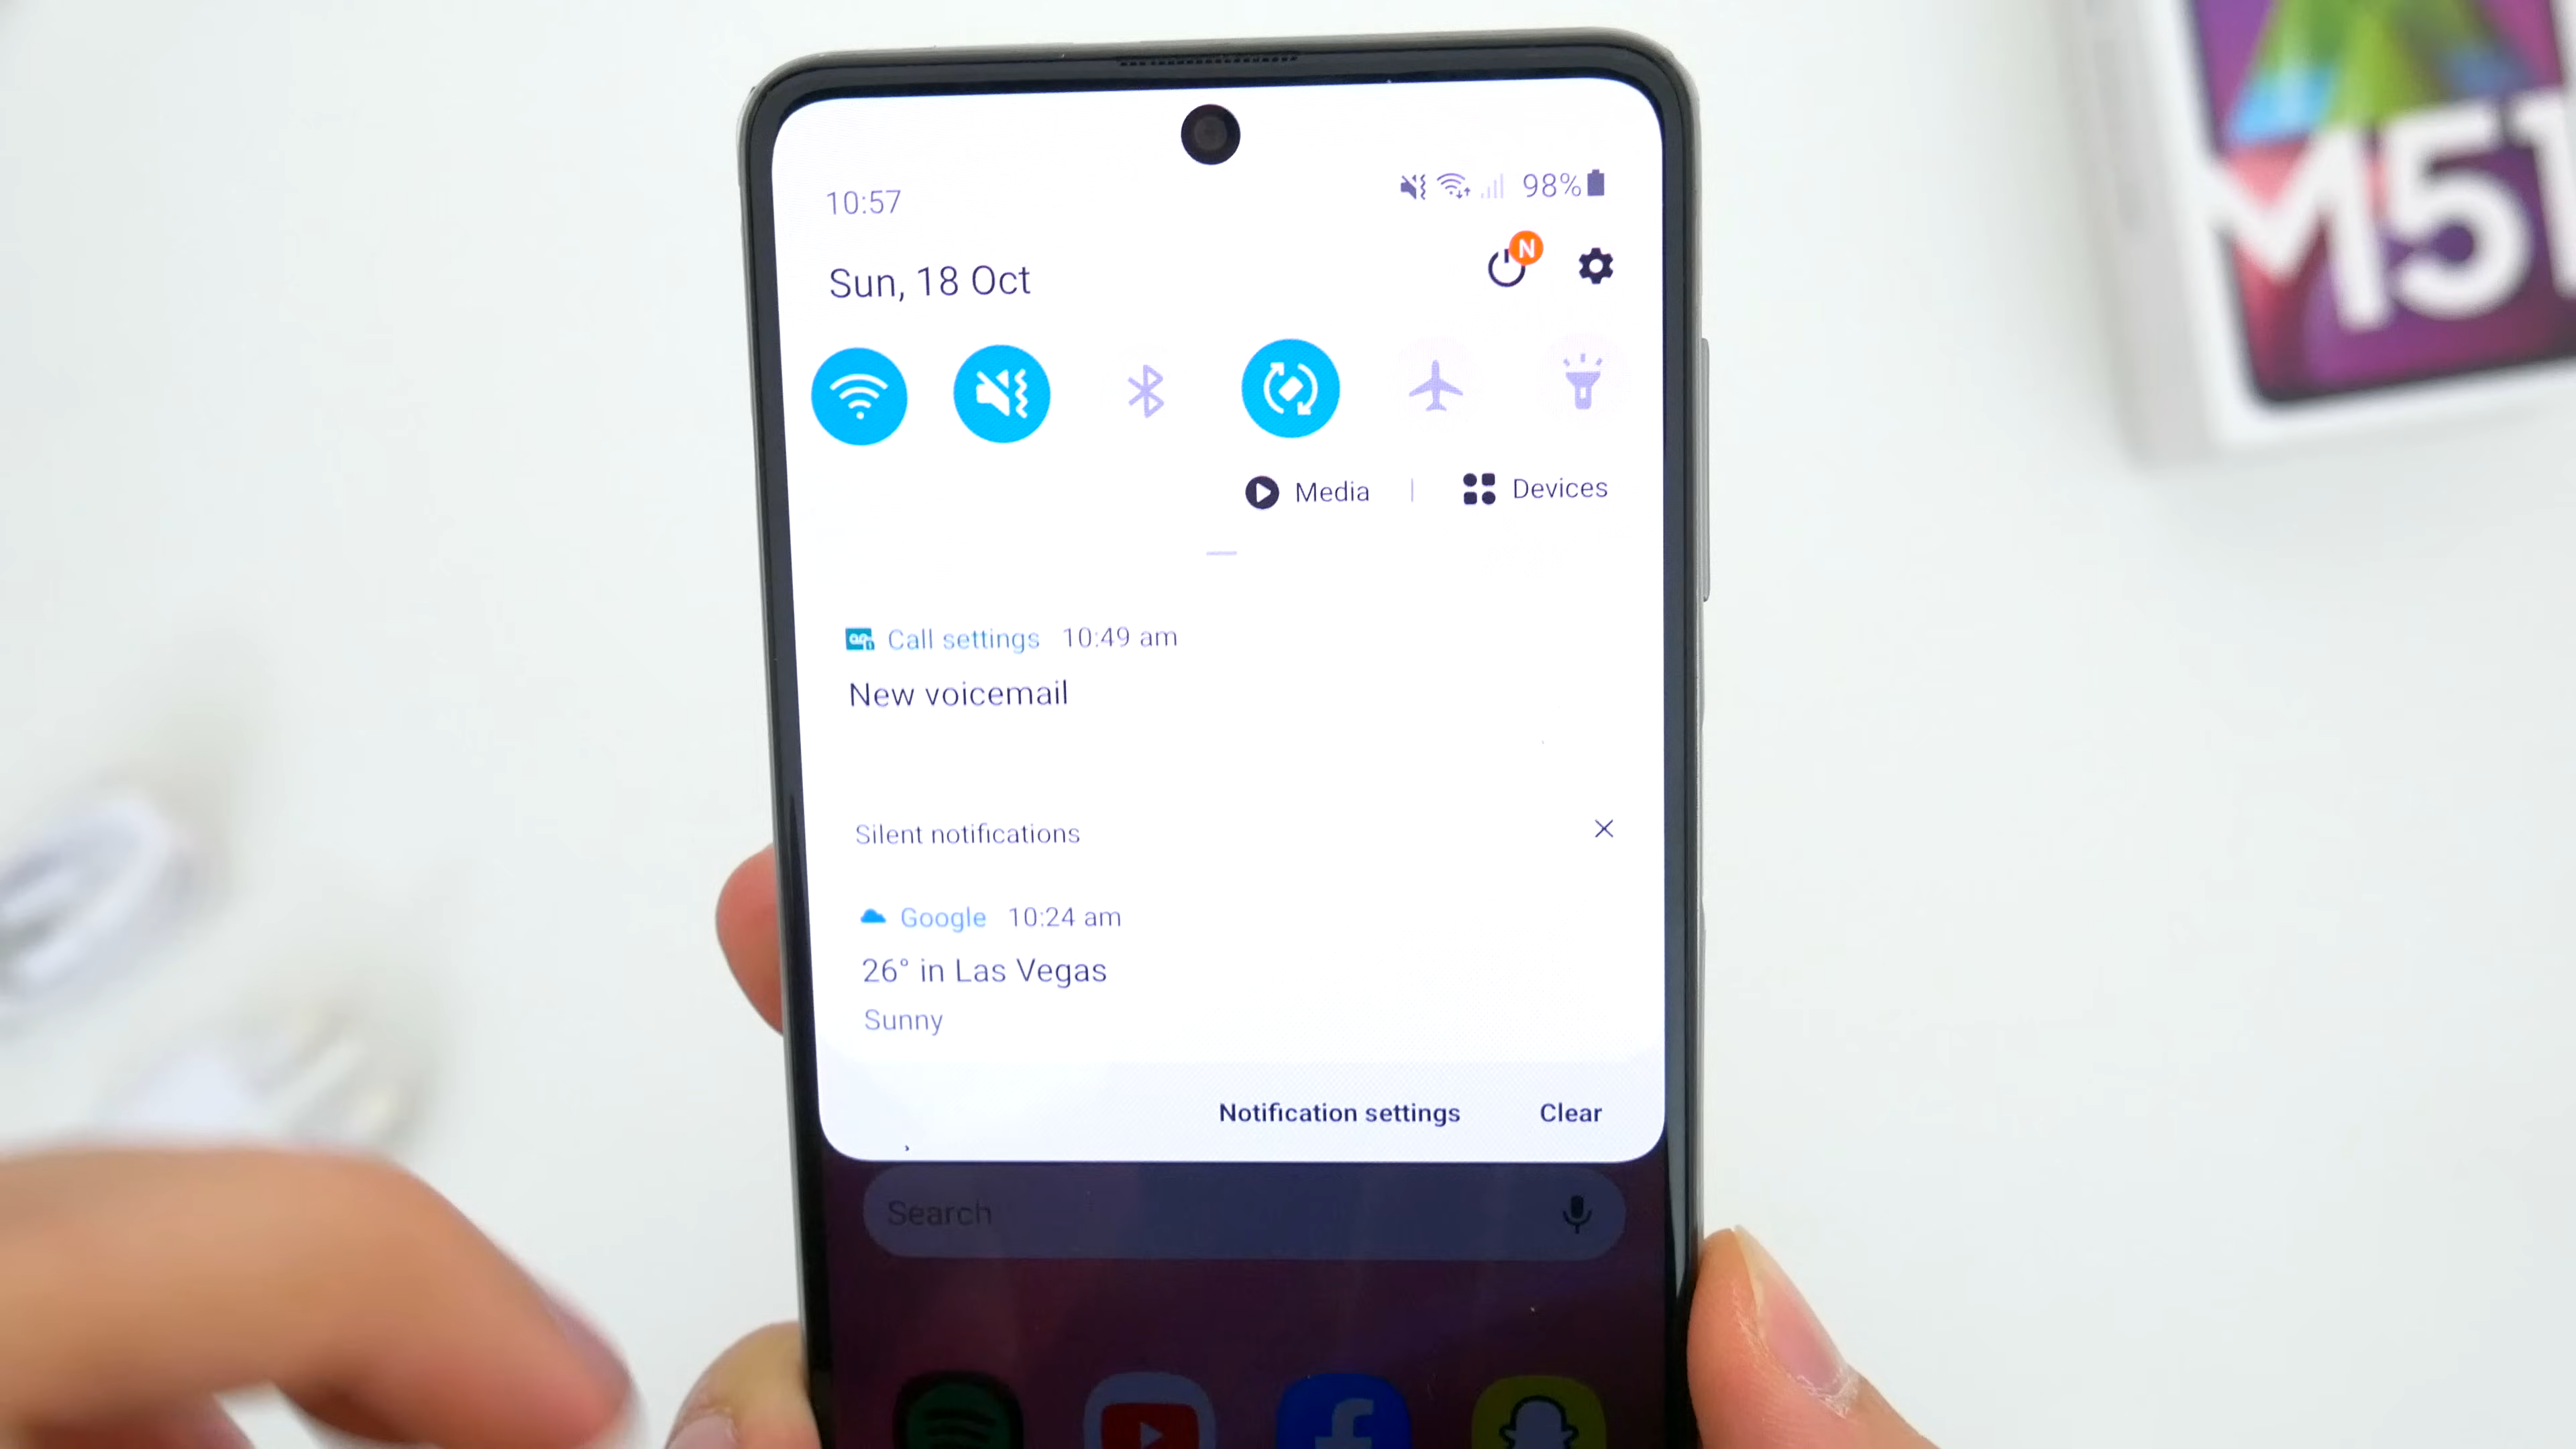 M51
10:57
98%
Sun, 18 Oct
N
Media
Devices
Call settings 10:49 am
New voicemail
Silent notifications
Google 10:24 am
26° in Las Vegas
Sunny
Notification settings
Clear
Search